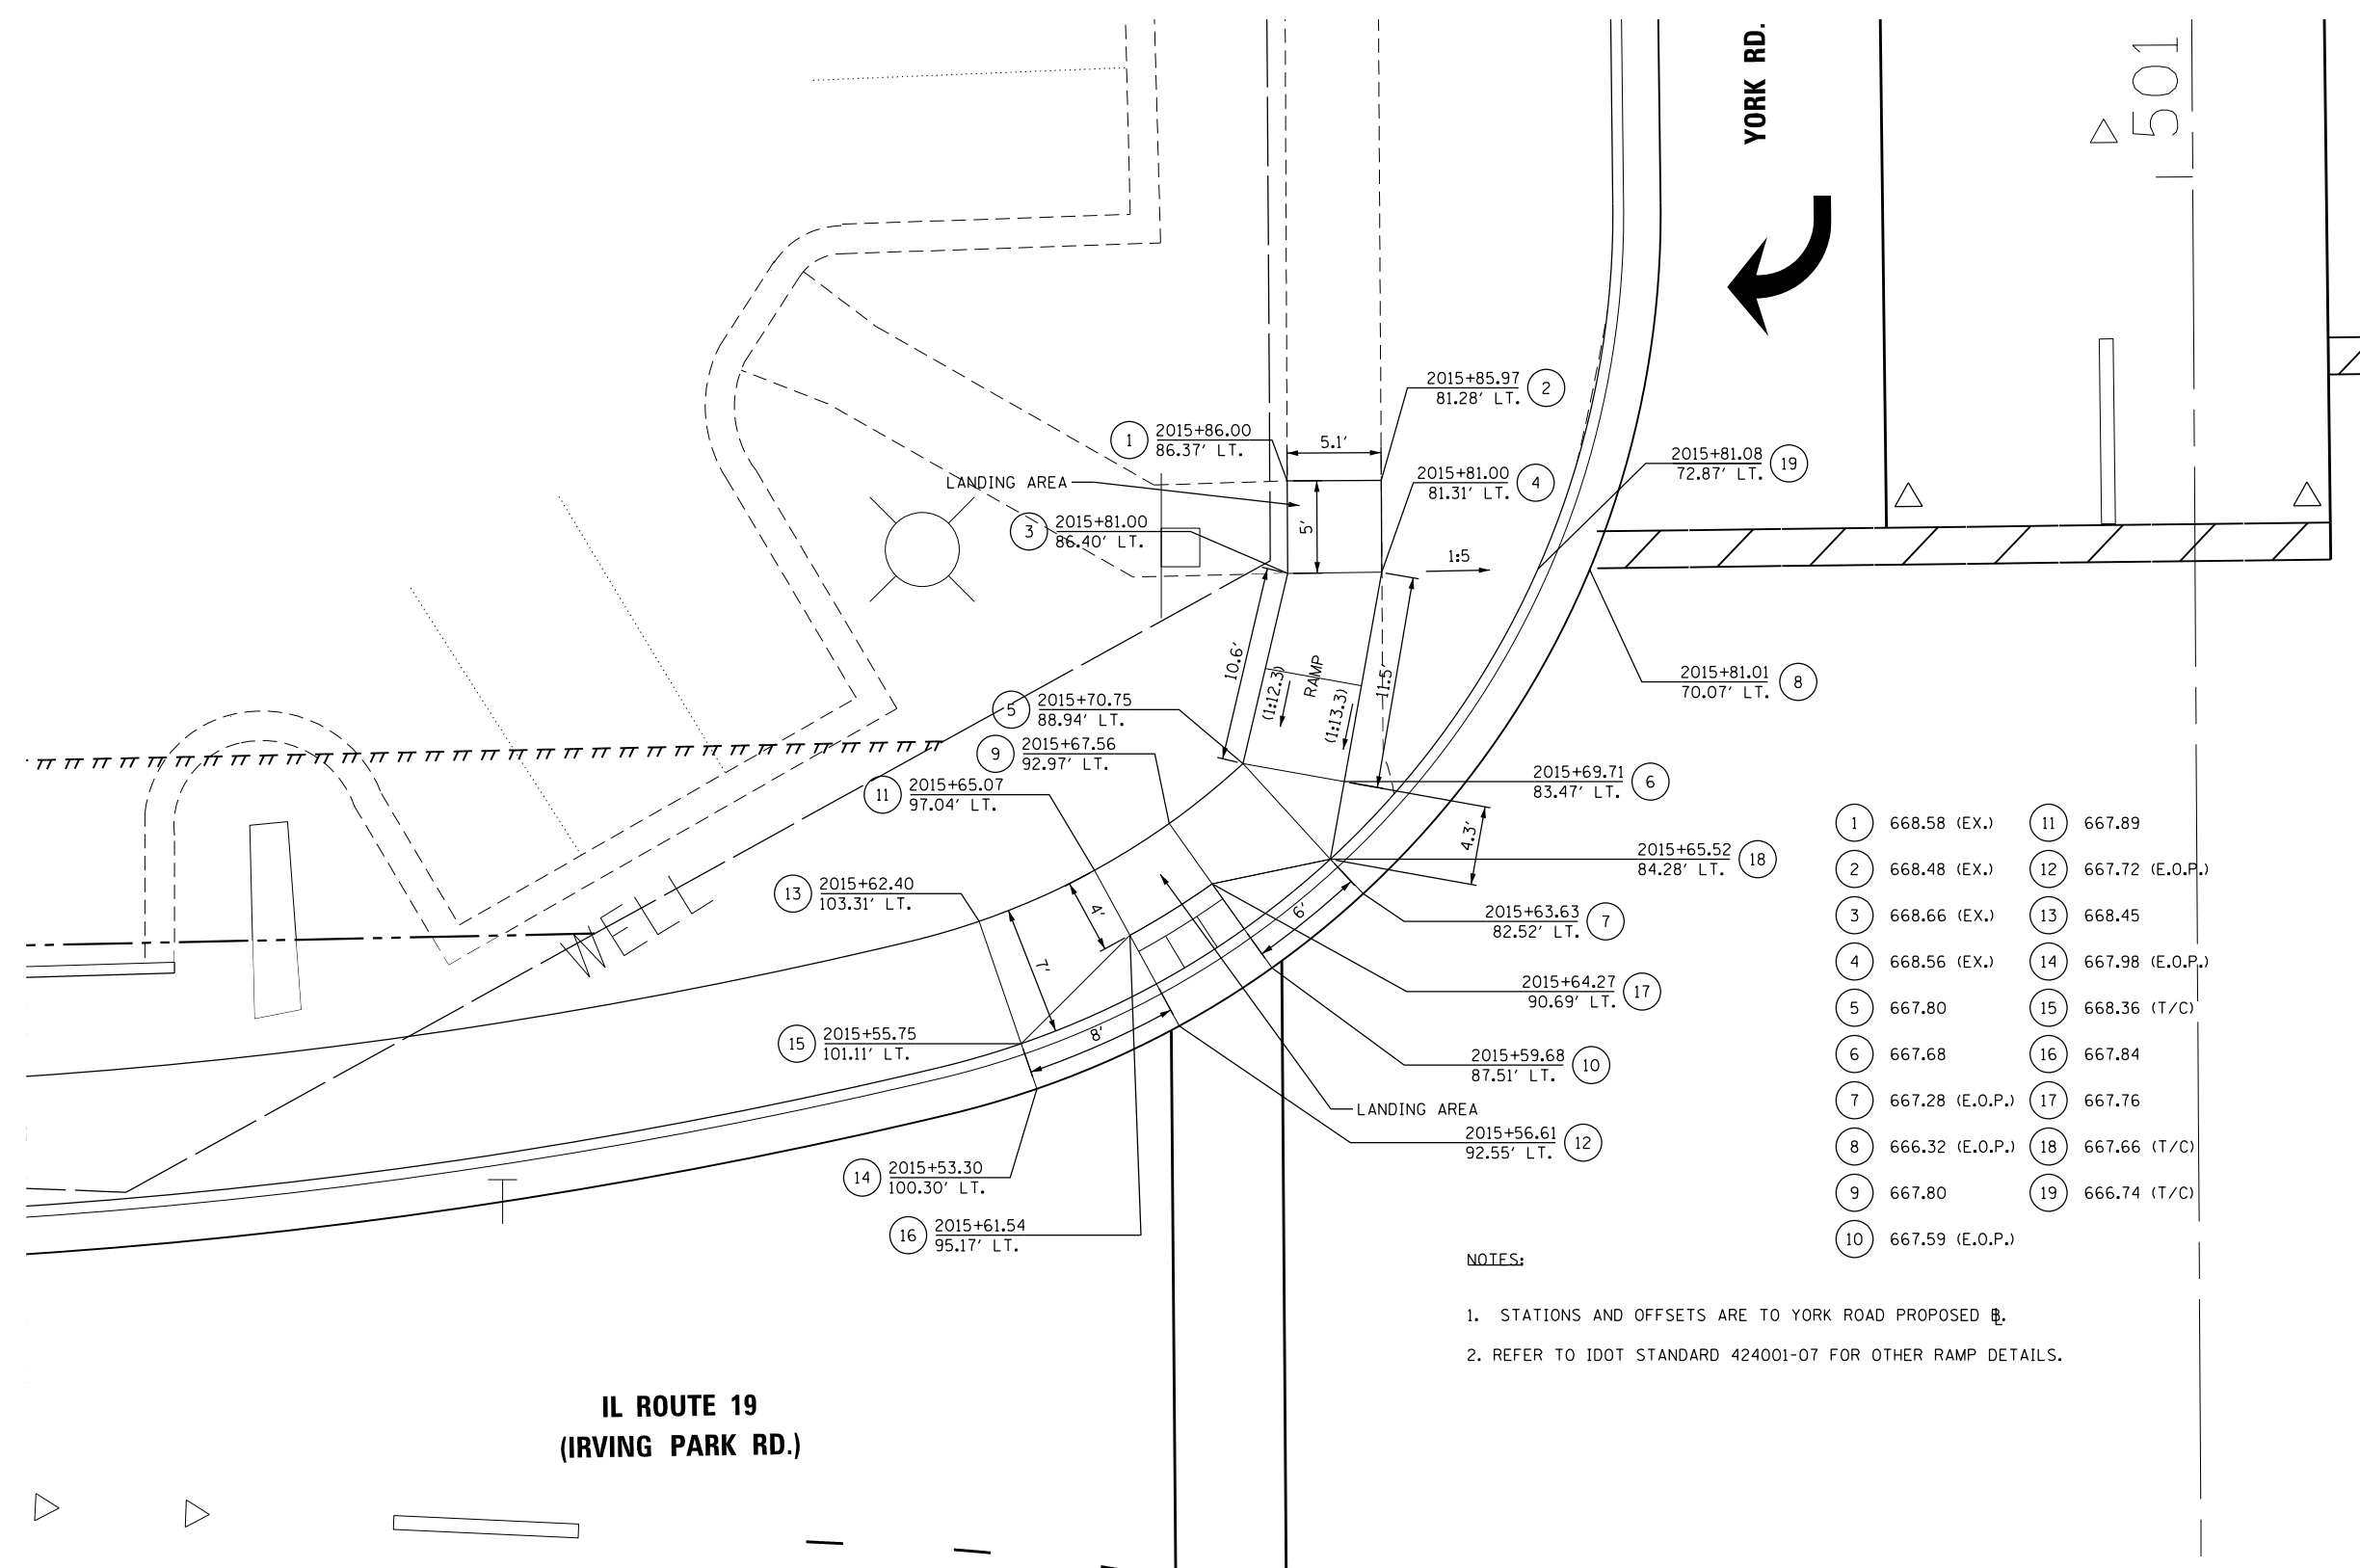 YORK RD.
501
2015+85.97
81.28' LT.
2
1
2015+86.00
86.37' LT.
5.1'
2015+81.08
72.87' LT.
19
LANDING AREA
2015+81.00
81.31' LT.
4
3
2015+81.00
86.40' LT.
5'
1:5
10.6'
RAMP
(1:12.3)
(1:13.3)
11.5'
2015+81.01
70.07' LT.
8
5
2015+70.75
88.94' LT.
9
2015+67.56
92.97' LT.
2015+69.71
83.47' LT.
6
11
2015+65.07
97.04' LT.
4.3'
2015+65.52
84.28' LT.
18
13
2015+62.40
103.31' LT.
4'
6'
2015+63.63
82.52' LT.
7
7'
2015+64.27
90.69' LT.
17
15
2015+55.75
101.11' LT.
8'
2015+59.68
87.51' LT.
10
LANDING AREA
2015+56.61
92.55' LT.
12
14
2015+53.30
100.30' LT.
16
2015+61.54
95.17' LT.
1 668.58 (EX.) 11 667.89
2 668.48 (EX.) 12 667.72 (E.O.P.)
3 668.66 (EX.) 13 668.45
4 668.56 (EX.) 14 667.98 (E.O.P.)
5 667.80 15 668.36 (T/C)
6 667.68 16 667.84
7 667.28 (E.O.P.) 17 667.76
8 666.32 (E.O.P.) 18 667.66 (T/C)
9 667.80 19 666.74 (T/C)
10 667.59 (E.O.P.)
NOTES:
1. STATIONS AND OFFSETS ARE TO YORK ROAD PROPOSED BL.
2. REFER TO IDOT STANDARD 424001-07 FOR OTHER RAMP DETAILS.
IL ROUTE 19
(IRVING PARK RD.)